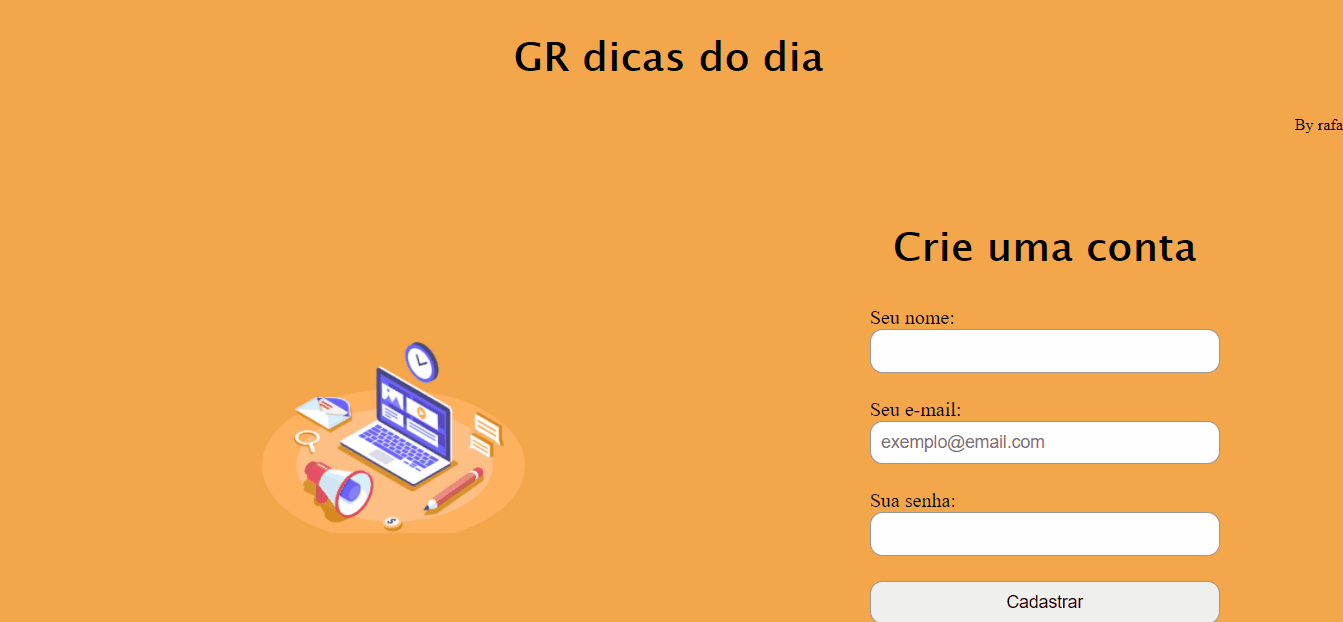 GR dicas do dia
By rafa
Crie uma conta
Seu nome:
Seu e-mail:
exemplo@email.com
Sua senha:
Cadastrar